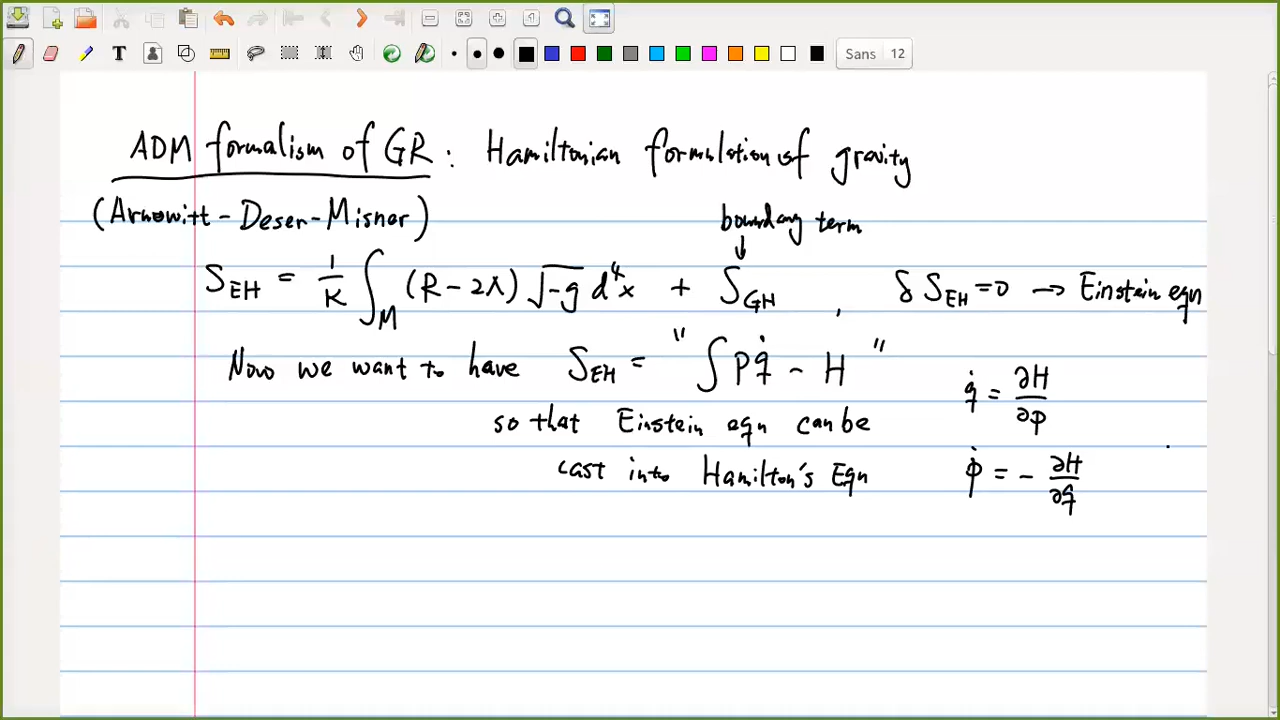 Sans 12
ADM formalism of GR : Hamiltonian formulation of gravity
(Arnowitt-Deser-Misner)
boundary term
S_EH = 1/κ ∫_M (R - 2Λ) √-g d⁴x + S_GH , δ S_EH = 0 → Einstein eqn
Now we want to have S_EH = " ∫ P q̇ - H "
q̇ = ∂H/∂p
so that Einstein eqn can be
cast into Hamilton's Eqn
ṗ = - ∂H/∂q